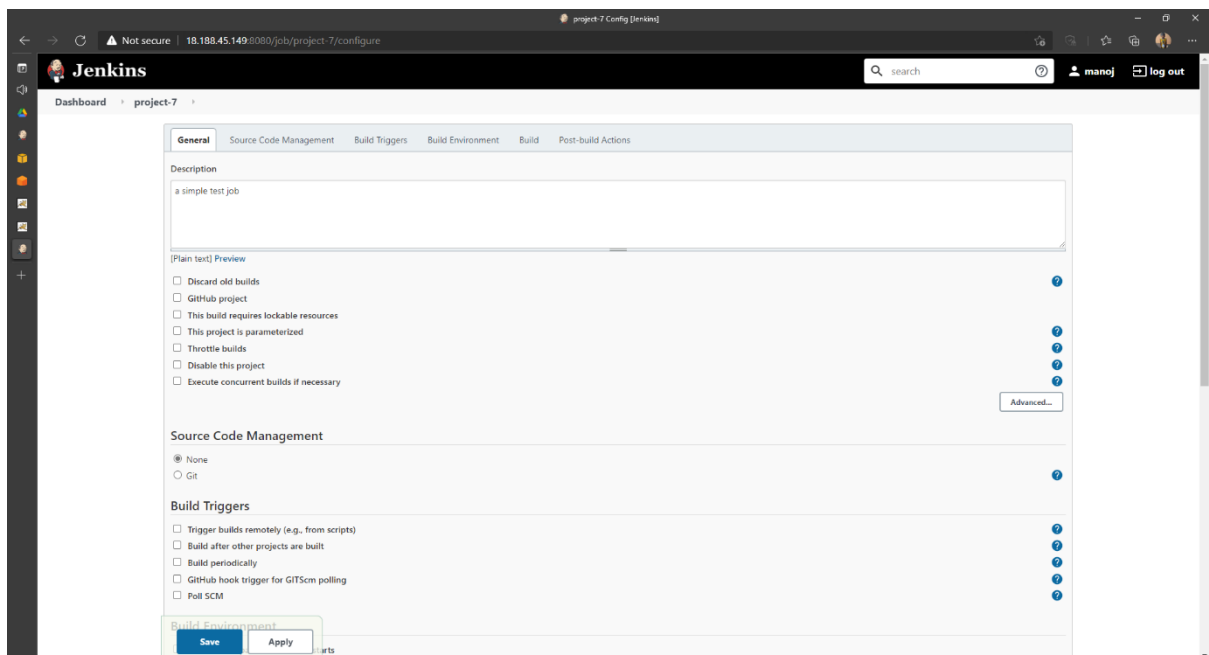 project-7 Config [Jenkins]
Not secure | 18.188.45.149:8080/job/project-7/configure
Jenkins
search
manoj
log out
Dashboard
project-7
General Source Code Management Build Triggers Build Environment Build Post-build Actions
Description
a simple test job
[Plain text] Preview
Discard old builds
GitHub project
This build requires lockable resources
This project is parameterized
Throttle builds
Disable this project
Execute concurrent builds if necessary
Advanced...
Source Code Management
None
Git
Build Triggers
Trigger builds remotely (e.g., from scripts)
Build after other projects are built
Build periodically
GitHub hook trigger for GITScm polling
Poll SCM
Build Environment
Save Apply